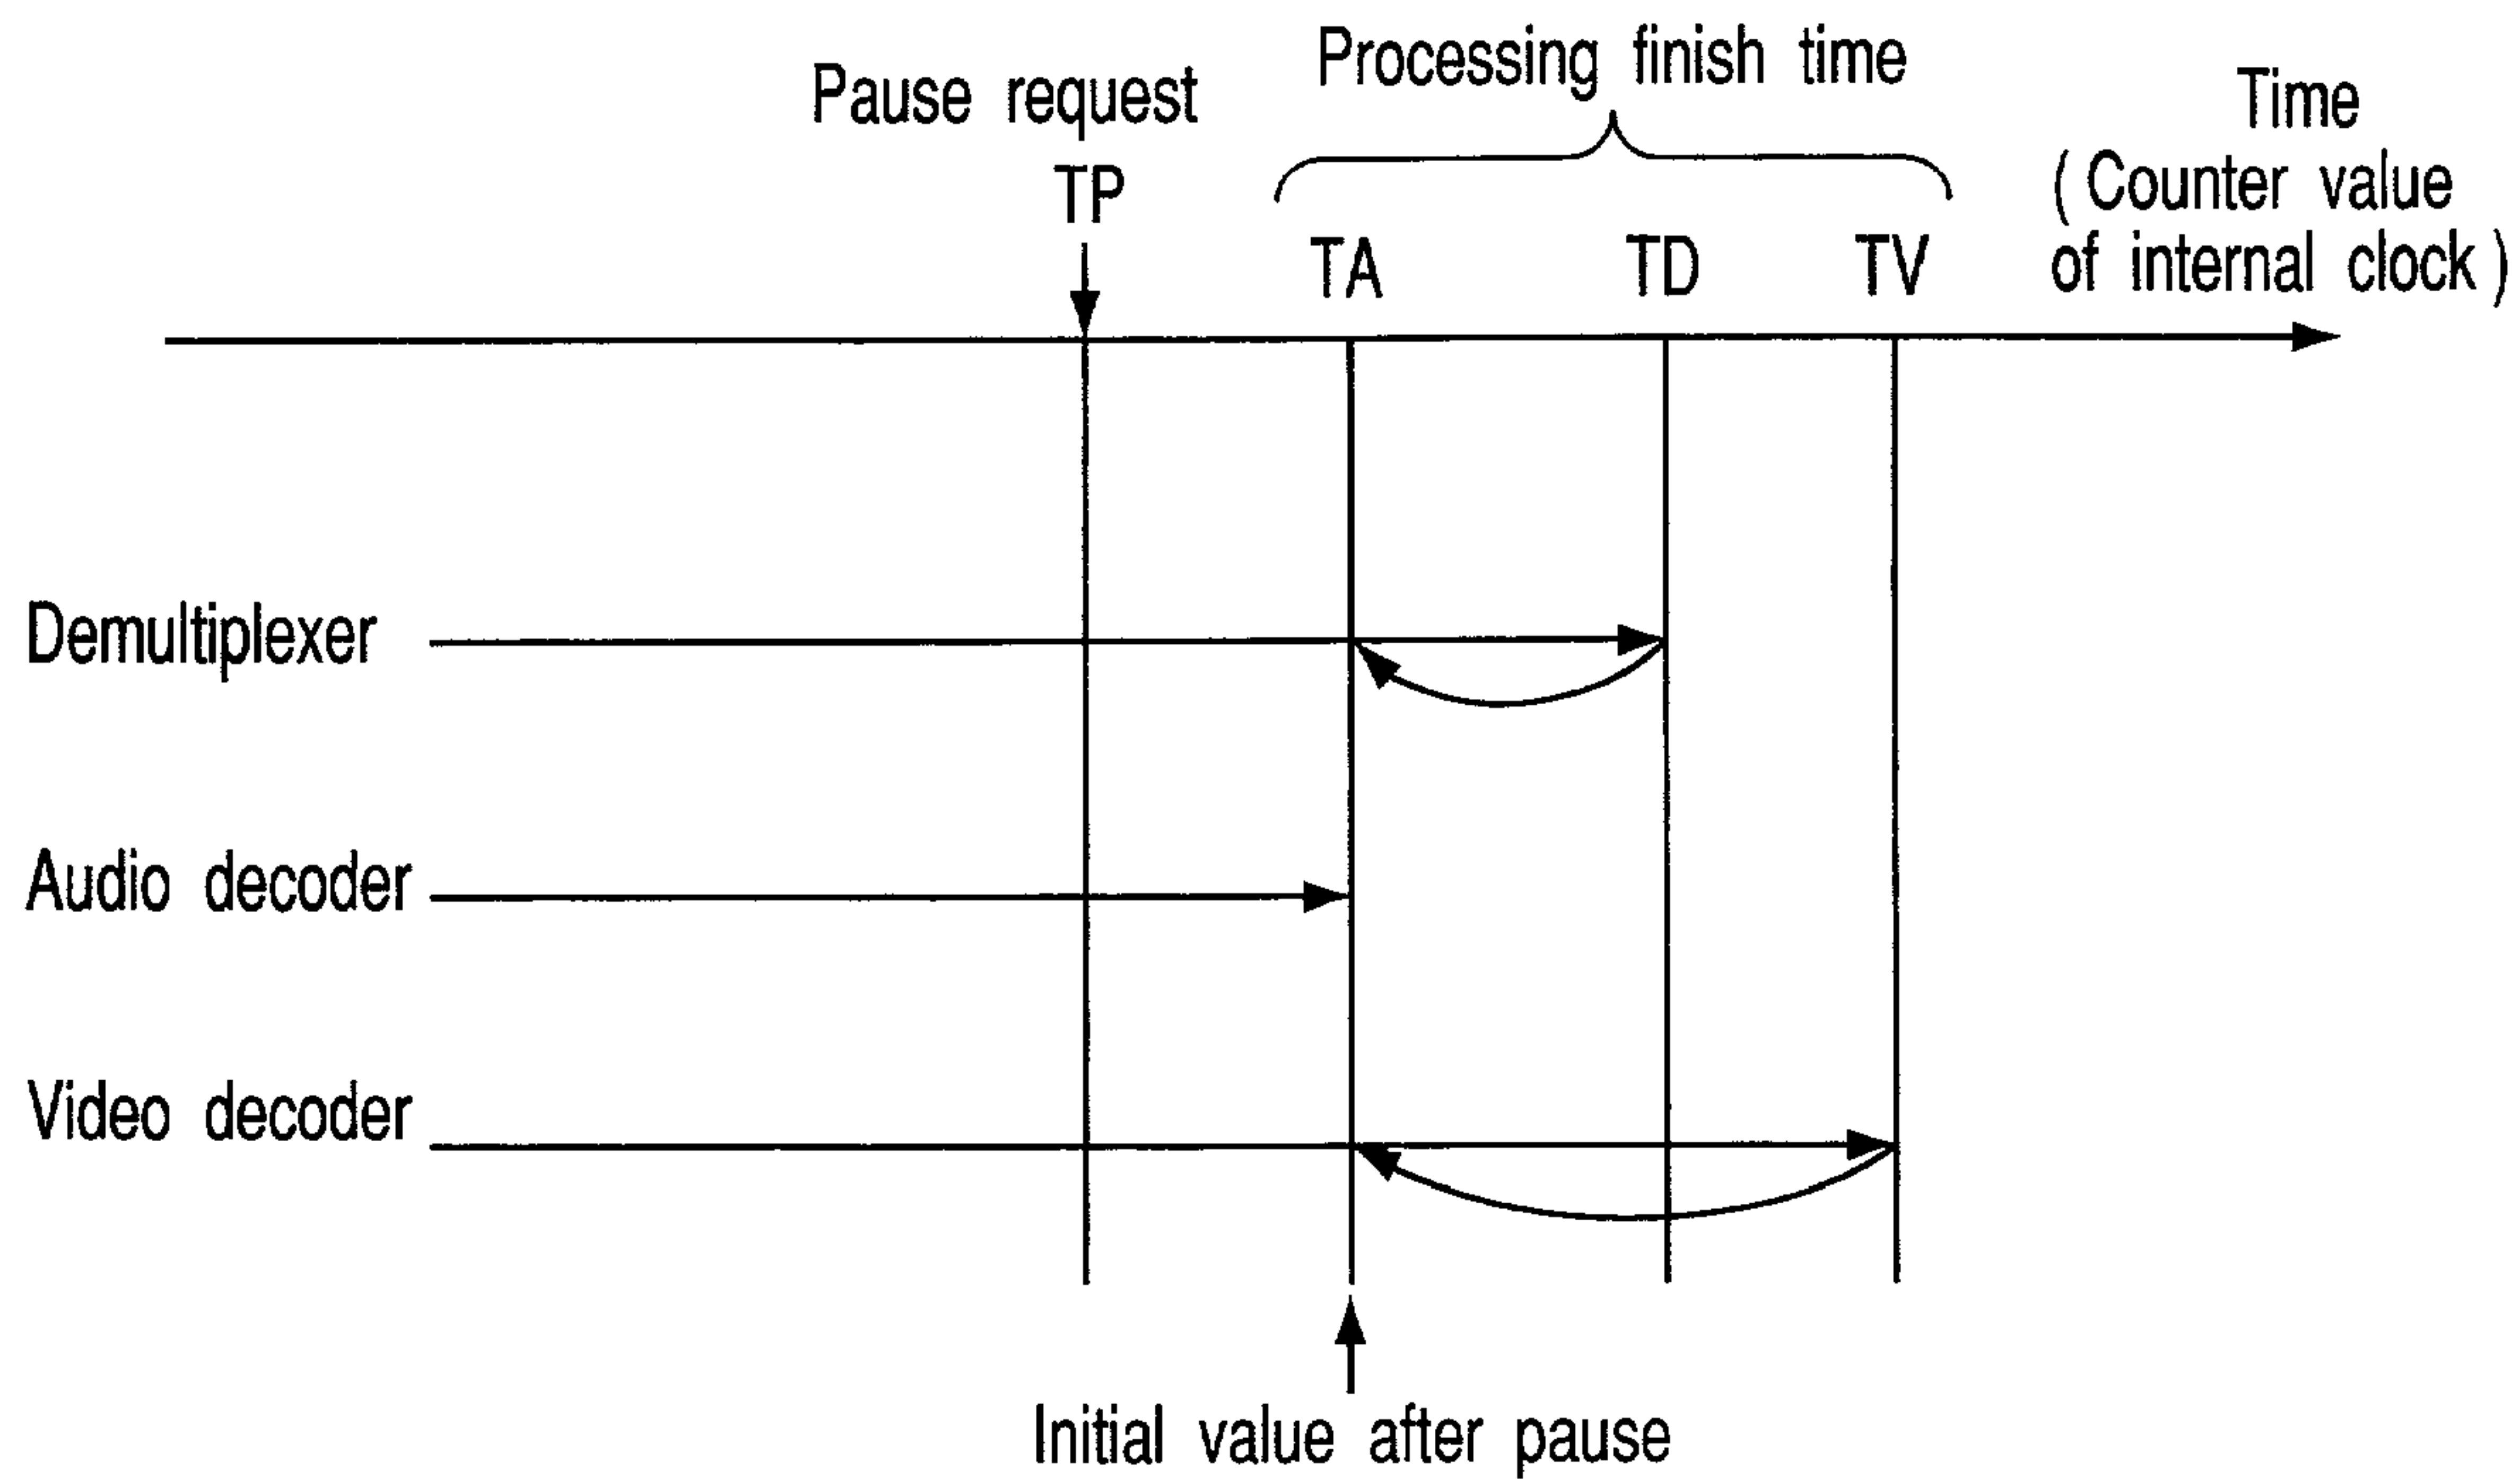 Processing finish time
Pause request
TP
Time
( Counter value
of internal clock )
TA
TD
TV
Demultiplexer
Audio decoder
Video decoder
Initial value after pause